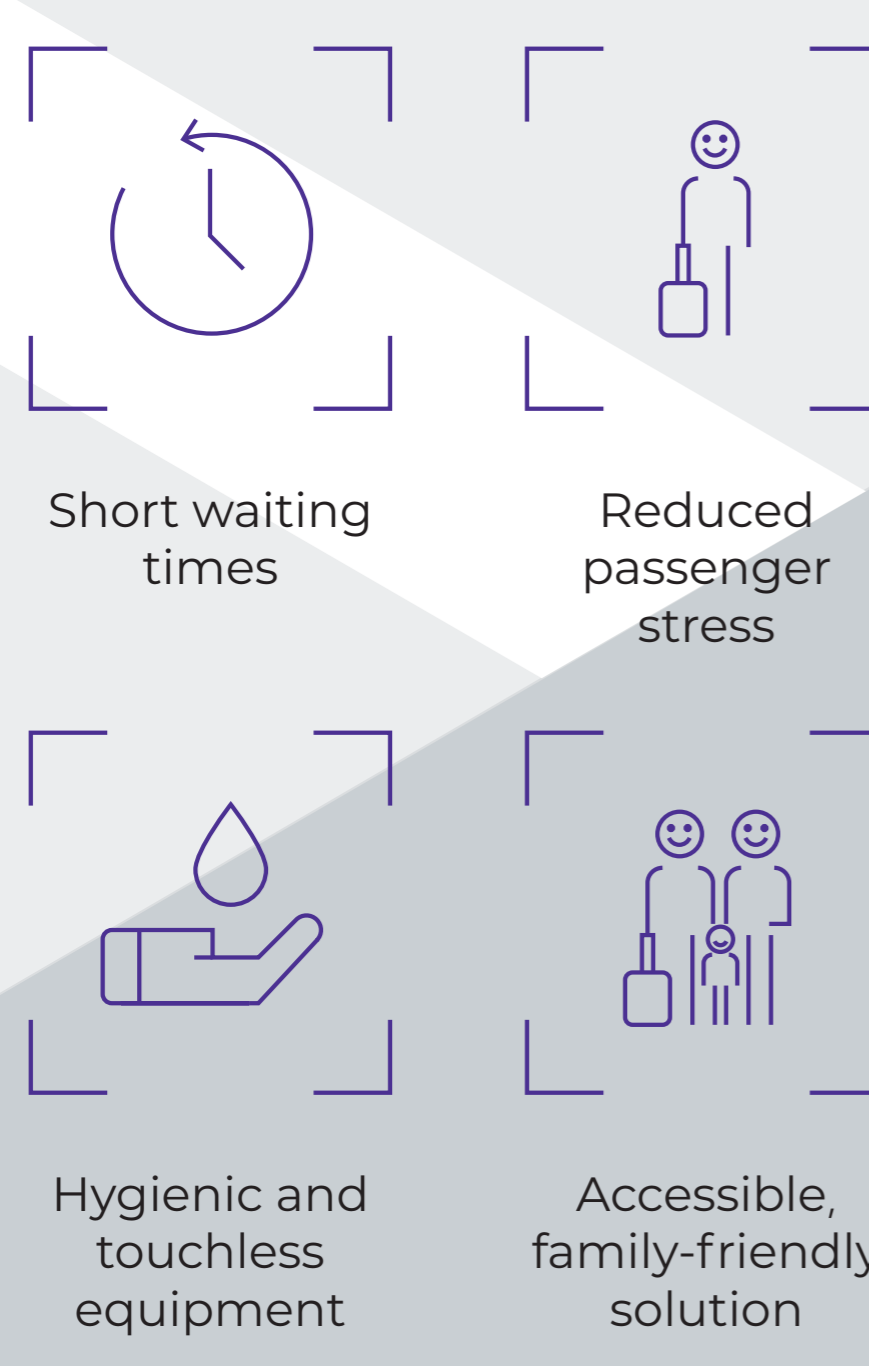 Short waiting
times
Reduced
passenger
stress
Hygienic and
touchless
equipment
Accessible,
family-friendly
solution